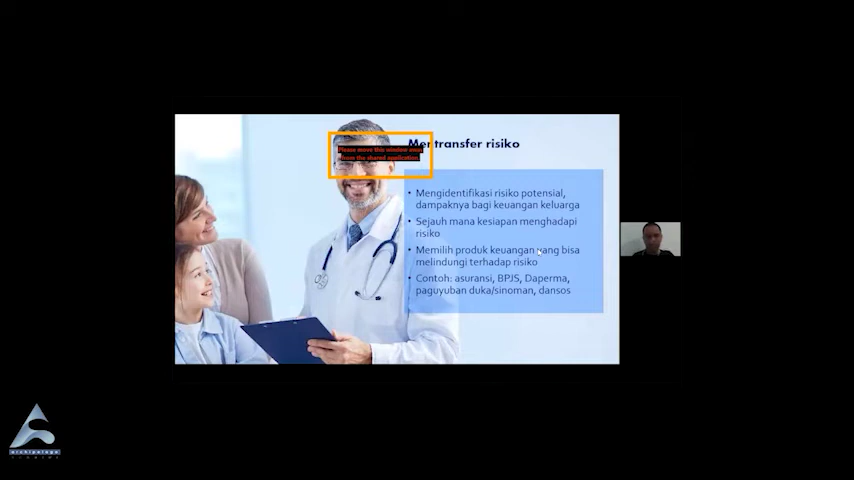 Mentransfer risiko
Please move this window away
from the shared application.
• Mengidentifikasi risiko potensial,
dampaknya bagi keuangan keluarga
• Sejauh mana kesiapan menghadapi
risiko
• Memilih produk keuangan yang bisa
melindungi terhadap risiko
• Contoh: asuransi, BPJS, Daperma,
paguyuban duka/sinoman, dansos
archipelago